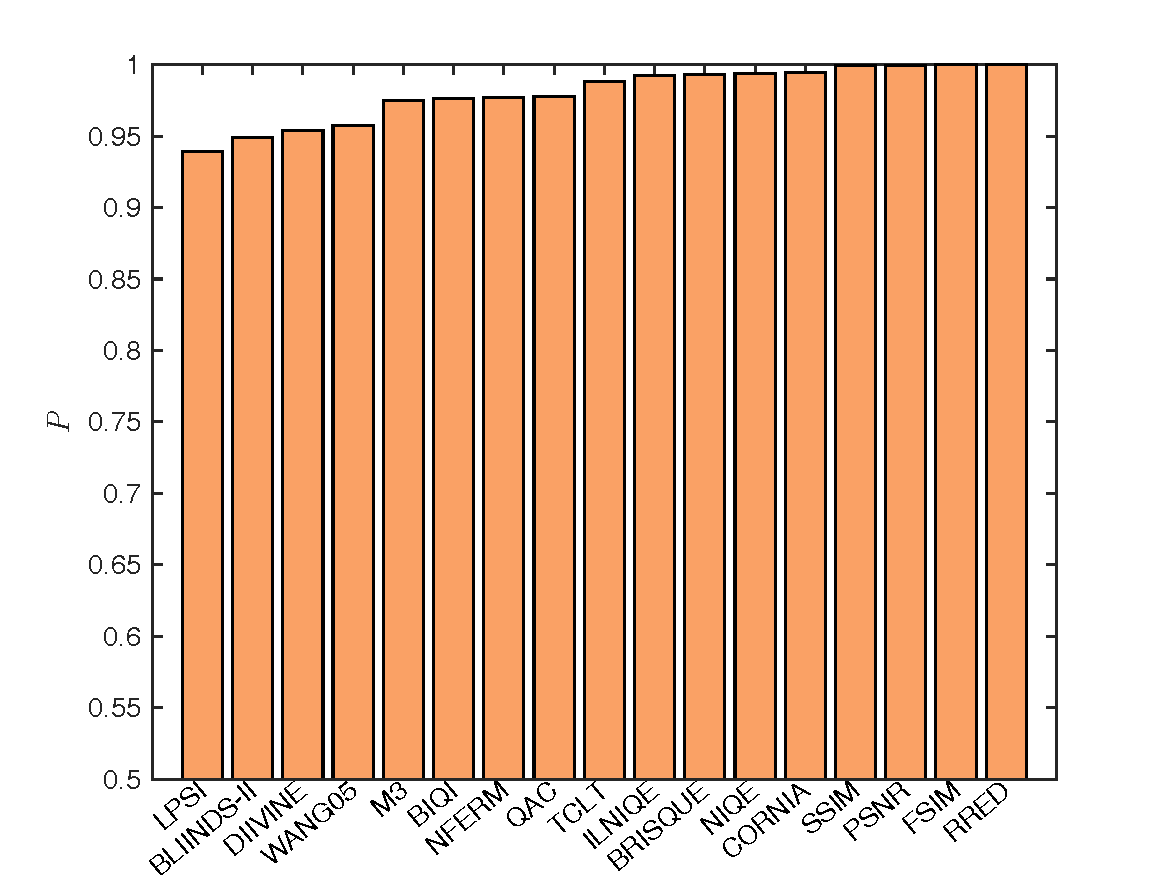 1
0.95
0.9
0.85
0.8
0.75
0.7
0.65
0.6
0.55
0.5
P
LPSI
BLIINDS-II
DIIVINE
WANG05
M3
BIQI
NFERM
QAC
TCLT
ILNIQE
BRISQUE
NIQE
CORNIA
SSIM
PSNR
FSIM
RRED